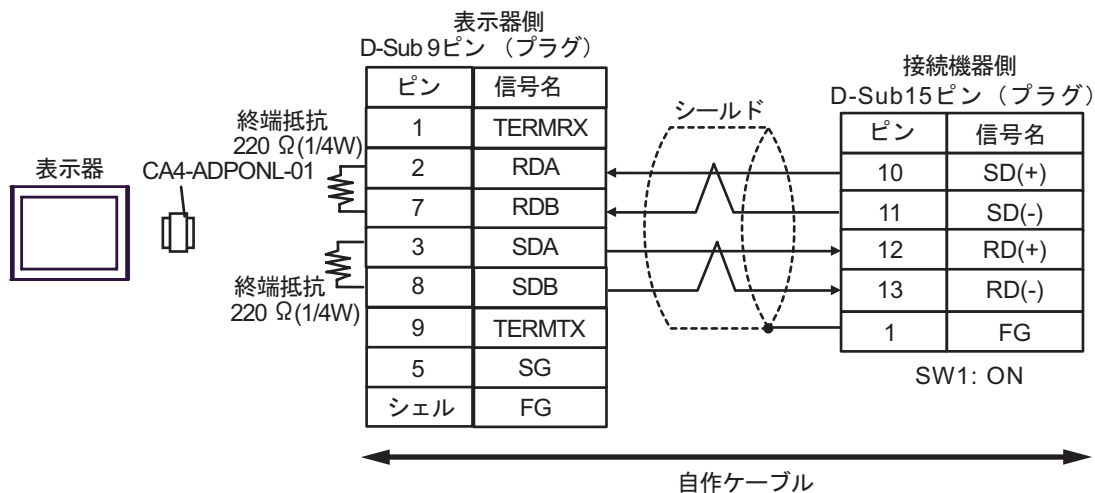 表示器側
D-Sub 9ピン （プラグ）
ピン 信号名
1 TERMRX
2 RDA
7 RDB
3 SDA
8 SDB
9 TERMTX
5 SG
シェル FG
終端抵抗
220 Ω(1/4W)
表示器
CA4-ADPONL-01
終端抵抗
220 Ω(1/4W)
シールド
接続機器側
D-Sub15ピン（プラグ）
ピン 信号名
10 SD(+)
11 SD(-)
12 RD(+)
13 RD(-)
1 FG
SW1: ON
自作ケーブル